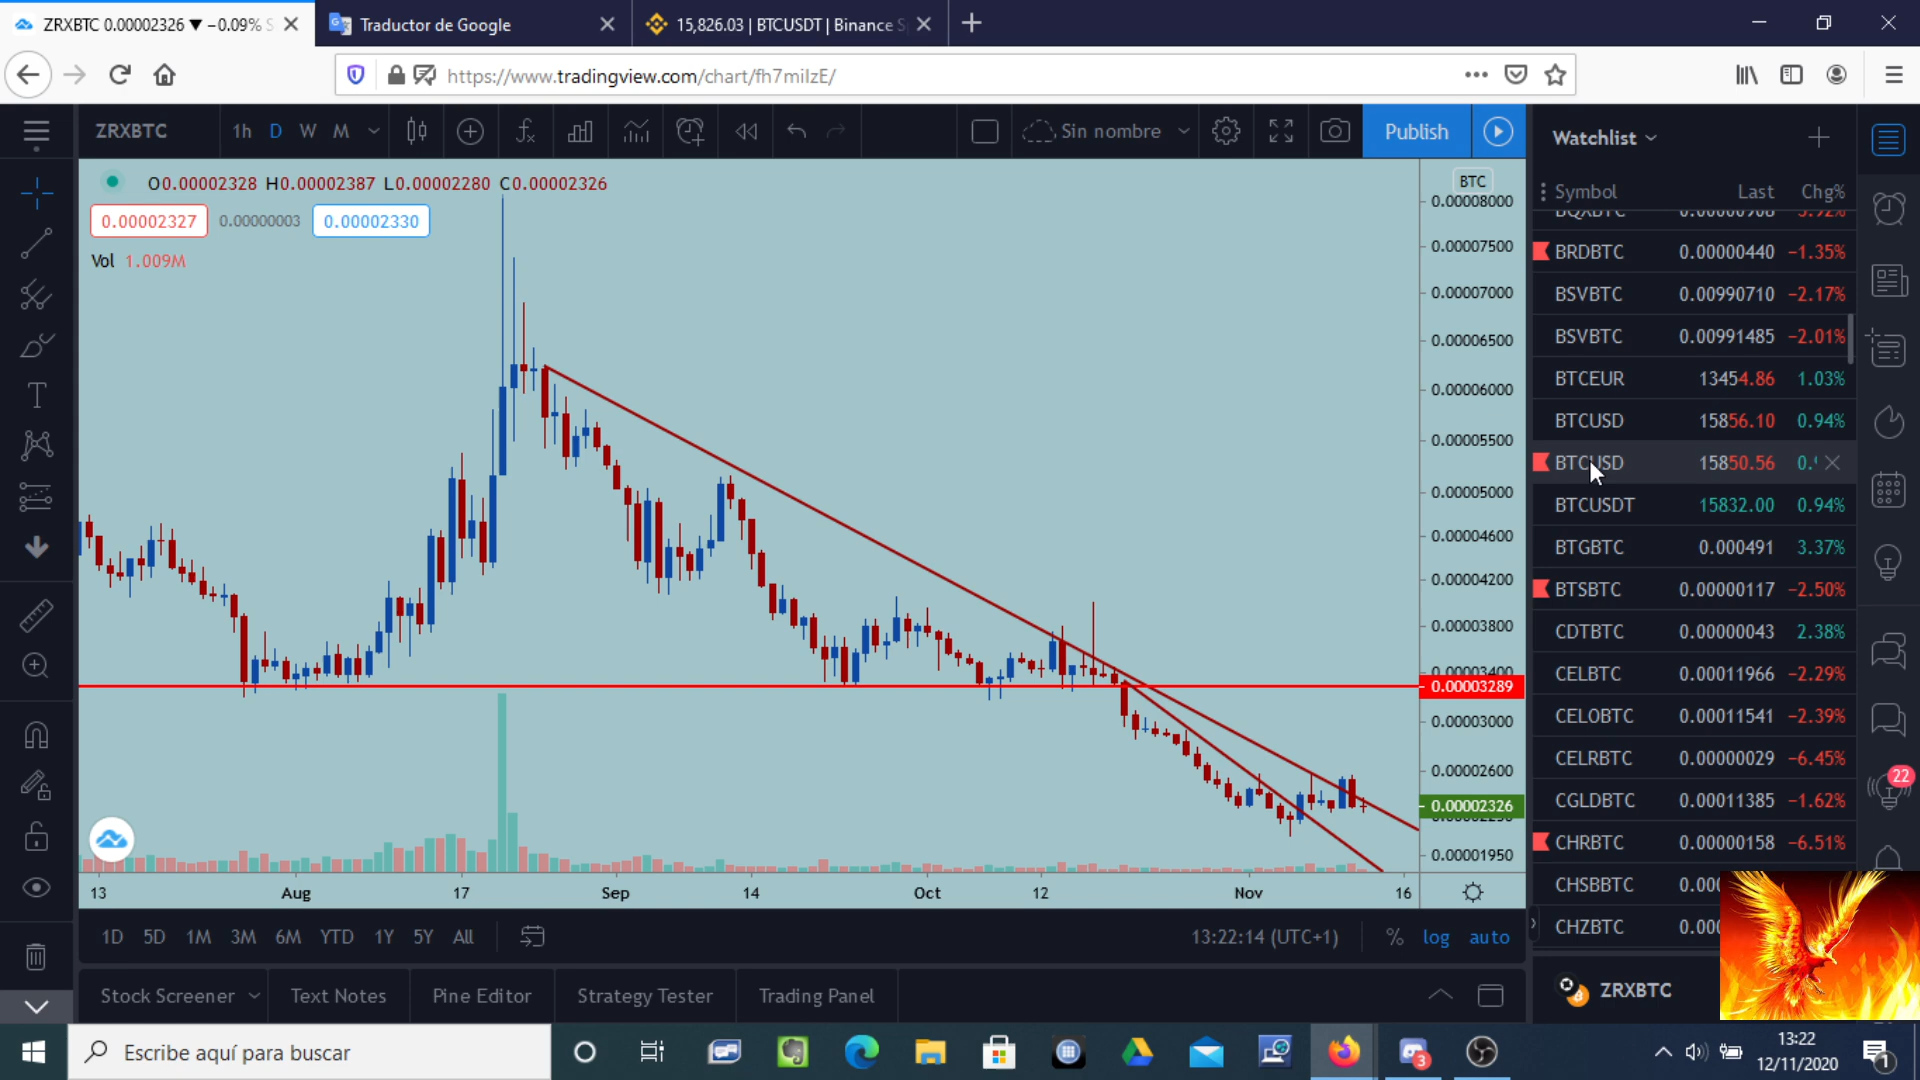 ZRXBTC 0.00002326 ▼ −0.09% S
Traductor de Google
15,826.03 | BTCUSDT | Binance S
https://www.tradingview.com/chart/fh7milzE/
ZRXBTC
1h D W M
Sin nombre
Publish
O0.00002328 H0.00002387 L0.00002280 C0.00002326
0.00002327 0.00000003 0.00002330
Vol 1.009M
BTC
0.00008000
0.00007500
0.00007000
0.00006500
0.00006000
0.00005500
0.00005000
0.00004600
0.00004200
0.00003800
0.00003400
0.00003289
0.00003000
0.00002600
0.00002326
0.00001950
13 Aug 17 Sep 14 Oct 12 Nov 16
1D 5D 1M 3M 6M YTD 1Y 5Y All
13:22:14 (UTC+1) % log auto
Stock Screener Text Notes Pine Editor Strategy Tester Trading Panel
Watchlist
Symbol Last Chg%
BRDBTC 0.00000440 −1.35%
BSVBTC 0.00990710 −2.17%
BSVBTC 0.00991485 −2.01%
BTCEUR 13454.86 1.03%
BTCUSD 15856.10 0.94%
BTCUSD 15850.56
BTCUSDT 15832.00 0.94%
BTGBTC 0.000491 3.37%
BTSBTC 0.00000117 −2.50%
CDTBTC 0.00000043 2.38%
CELBTC 0.00011966 −2.29%
CELOBTC 0.00011541 −2.39%
CELRBTC 0.00000029 −6.45%
CGLDBTC 0.00011385 −1.62%
CHRBTC 0.00000158 −6.51%
CHSBBTC 0.000
CHZBTC 0.000
ZRXBTC
22
Escribe aquí para buscar
3
13:22
12/11/2020
1